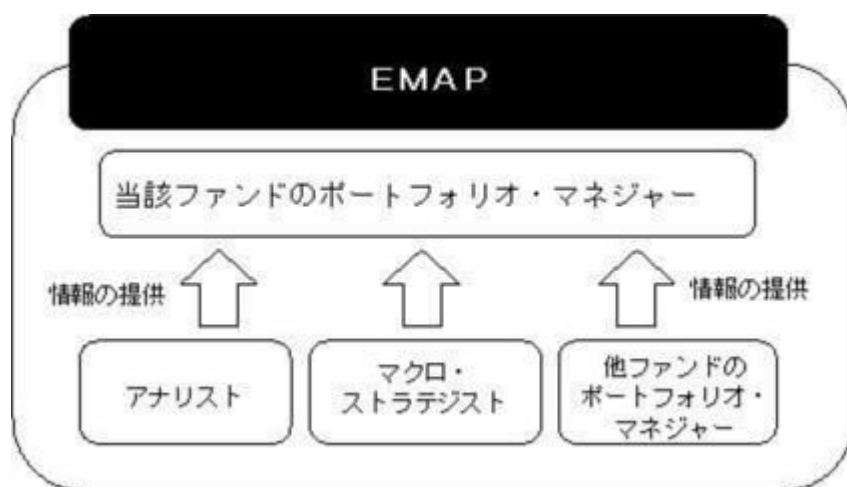 EMAP
当該ファンドのポートフォリオ・マネジャー
情報の提供
情報の提供
アナリスト
マクロ・
ストラテジスト
他ファンドの
ポートフォリオ・
マネジャー